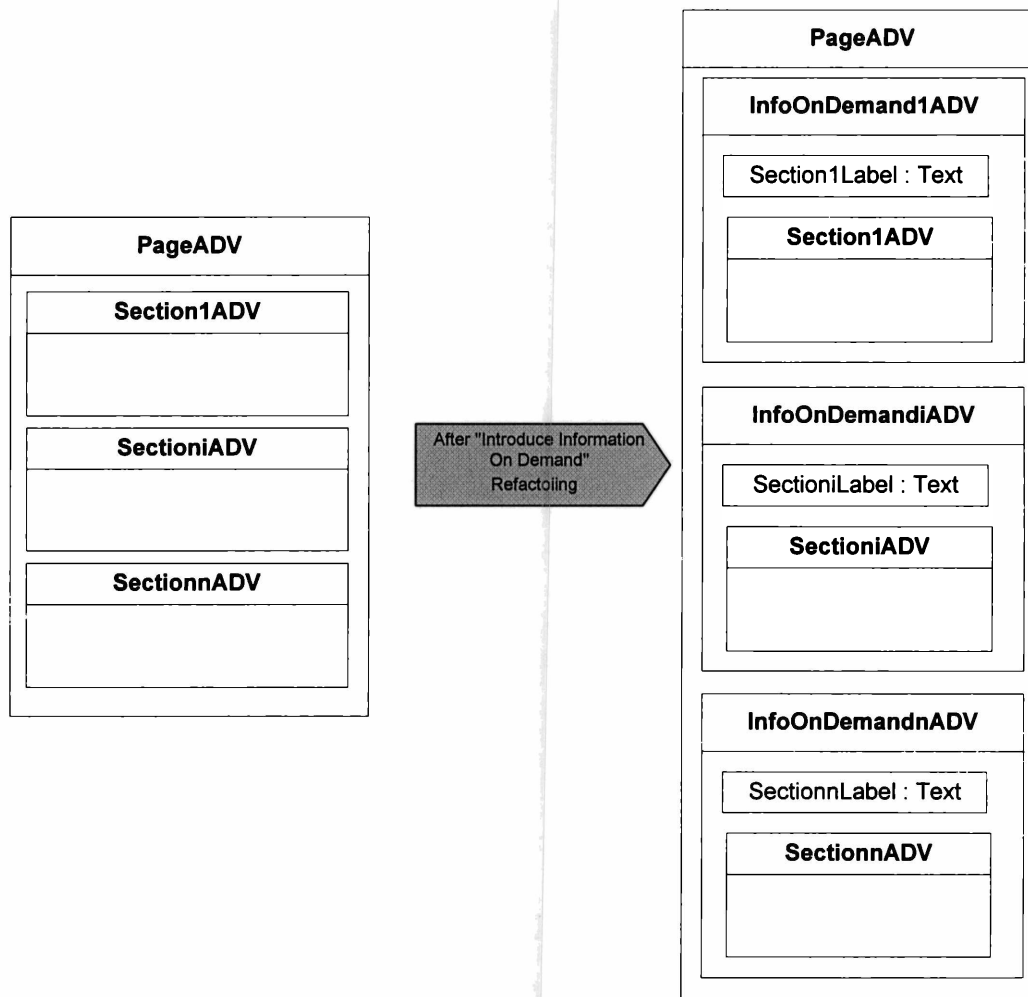 PageADV
Section1ADV
SectioniADV
SectionnADV
After "Introduce Information
On Demand"
Refactoiing
PageADV
InfoOnDemand1ADV
Section1Label : Text
Section1ADV
InfoOnDemandiADV
SectioniLabel : Text
SectioniADV
InfoOnDemandnADV
SectionnLabel : Text
SectionnADV